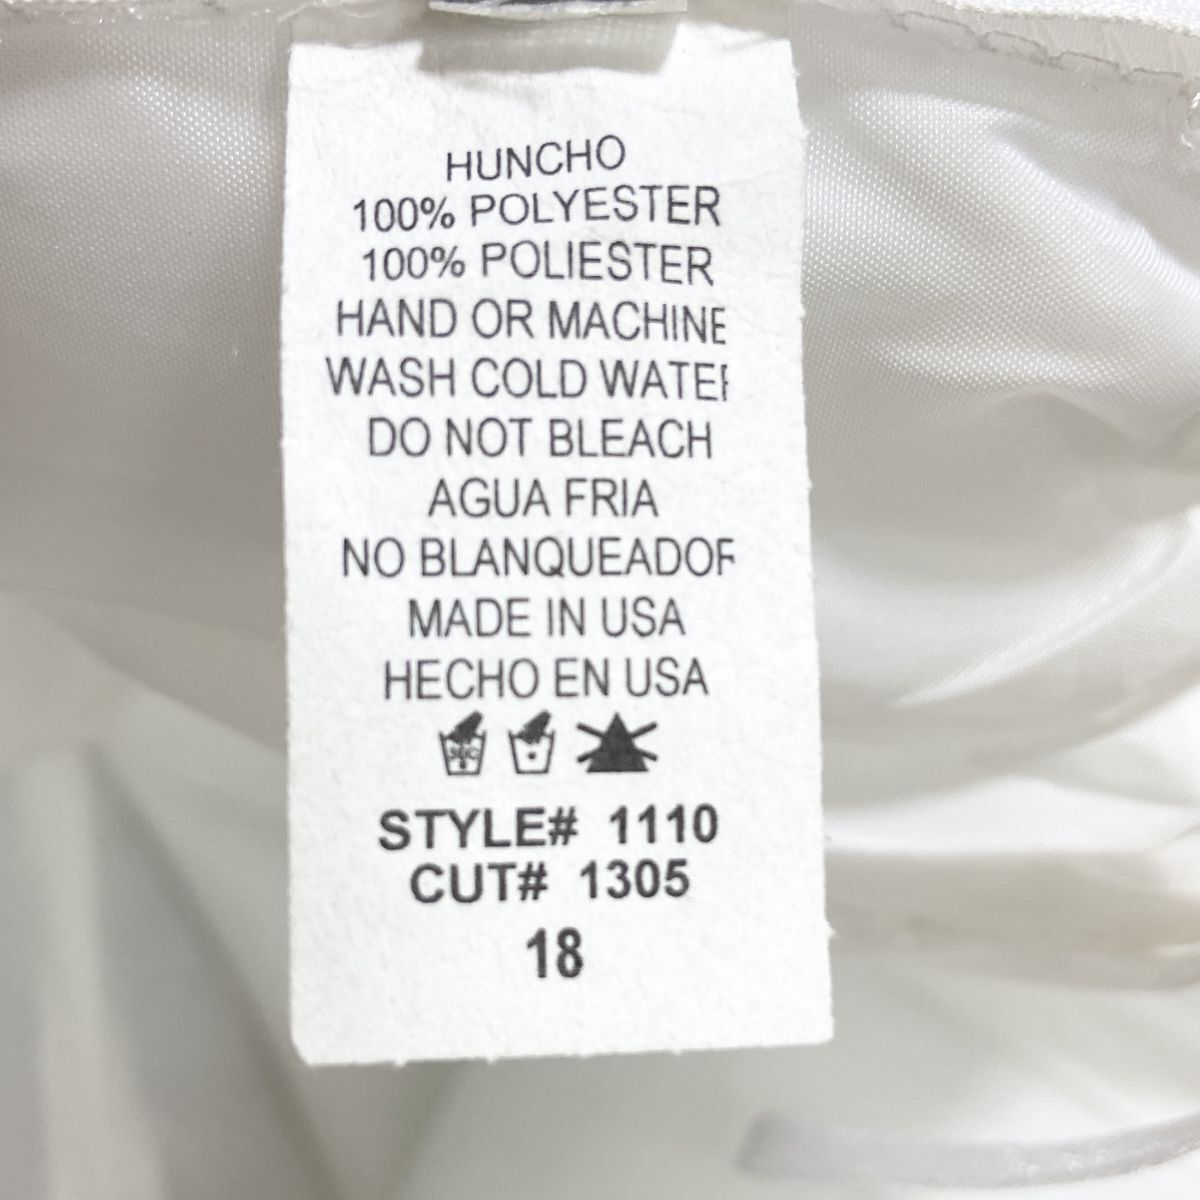 HUNCHO
100% POLYESTER
100% POLIESTER
HAND OR MACHINE
WASH COLD WATER
DO NOT BLEACH
AGUA FRIA
NO BLANQUEADOR
MADE IN USA
HECHO EN USA
STYLE# 1110
CUT# 1305
18